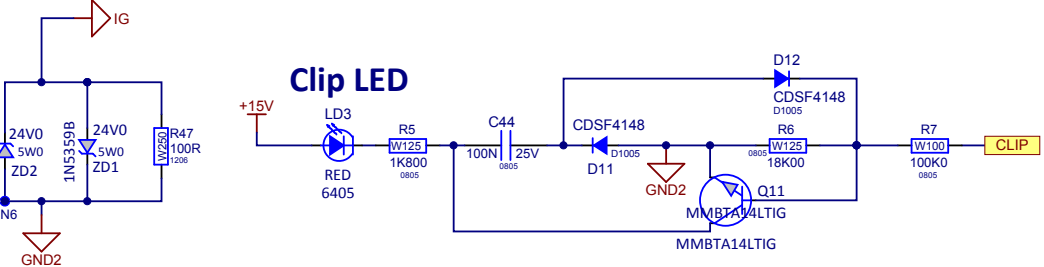 IG
24V0
5W0
ZD2
1N5359B
24V0
5W0
ZD1
W250
R47
100R
1206
N6
GND2
Clip LED
+15V
LD3
RED
6405
R5
W125
1K800
0805
C44
100N
25V
0805
CDSF4148
D1005
D11
GND2
D12
CDSF4148
D1005
R6
0805
W125
18K00
Q11
MMBTA14LTIG
MMBTA14LTIG
R7
W100
100K0
0805
CLIP